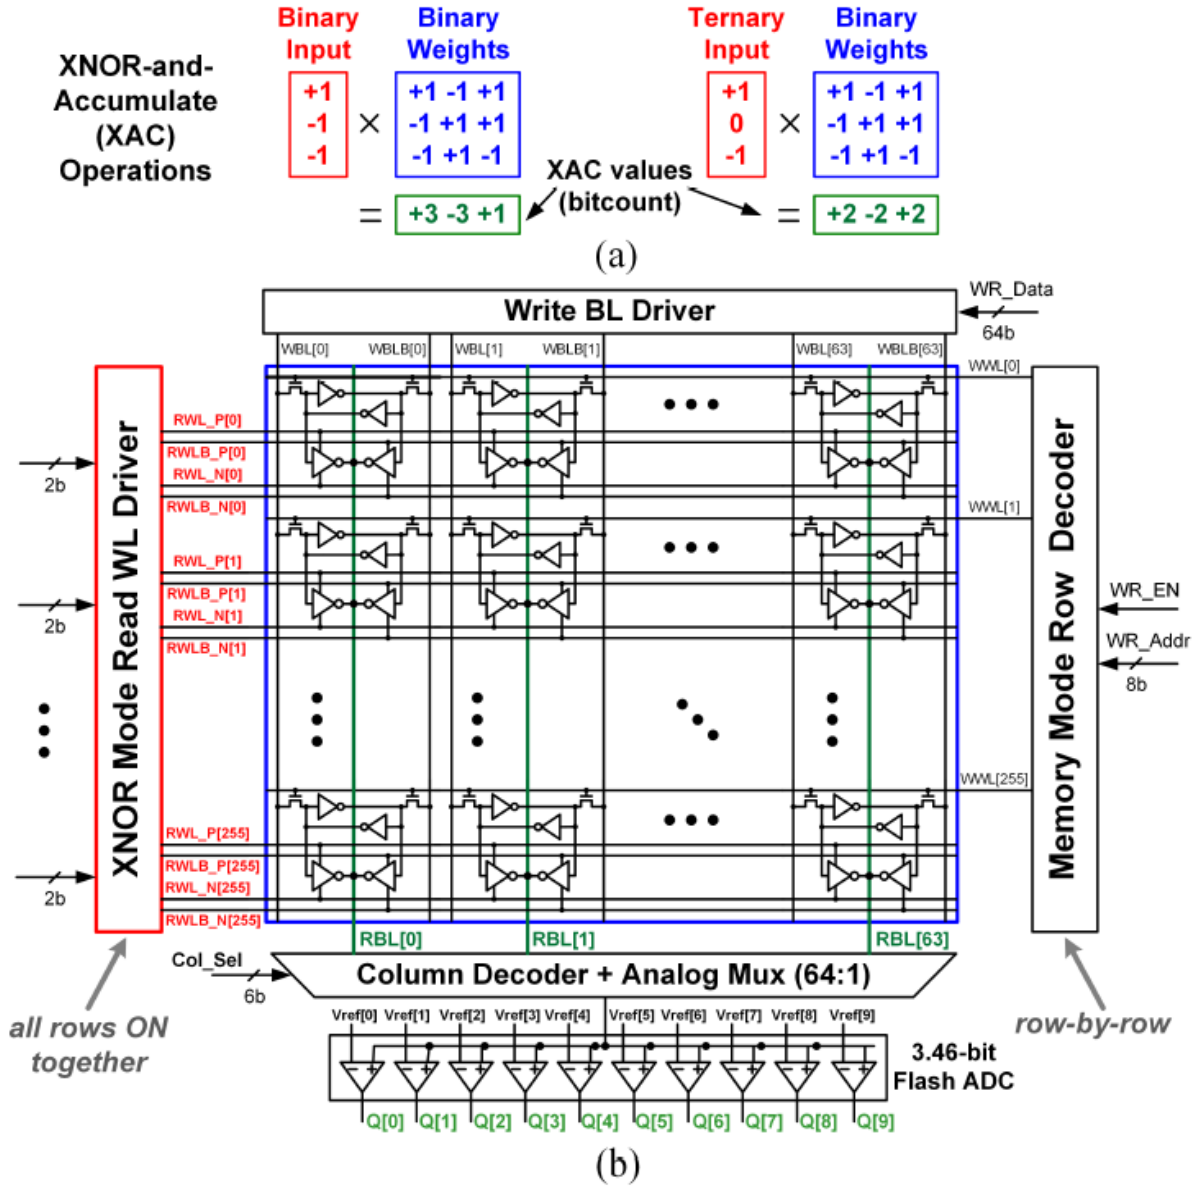 Binary Input
Binary Weights
Ternary Input
Binary Weights
XNOR-and-
Accumulate
(XAC)
Operations
+1
-1
-1
×
+1 -1 +1
-1 +1 +1
-1 +1 -1
+1
0
-1
×
+1 -1 +1
-1 +1 +1
-1 +1 -1
XAC values
(bitcount)
= +3 -3 +1
= +2 -2 +2
(a)
Write BL Driver
WR_Data
64b
WBL[0] WBLB[0] WBL[1] WBLB[1] WBL[63] WBLB[63]
WWL[0]
XNOR Mode Read WL Driver
Memory Mode Row Decoder
RWL_P[0]
RWLB_P[0]
2b
RWL_N[0]
RWLB_N[0]
WWL[1]
RWL_P[1]
RWLB_P[1]
2b
RWL_N[1]
RWLB_N[1]
WR_EN
WR_Addr
8b
WWL[255]
RWL_P[255]
RWLB_P[255]
2b
RWL_N[255]
RWLB_N[255]
RBL[0] RBL[1] RBL[63]
Col_Sel
6b
Column Decoder + Analog Mux (64:1)
all rows ON
together
row-by-row
Vref[0] Vref[1] Vref[2] Vref[3] Vref[4] Vref[5] Vref[6] Vref[7] Vref[8] Vref[9]
3.46-bit
Flash ADC
- + - + - + - + - + - + - + - + - + - +
Q[0] Q[1] Q[2] Q[3] Q[4] Q[5] Q[6] Q[7] Q[8] Q[9]
(b)